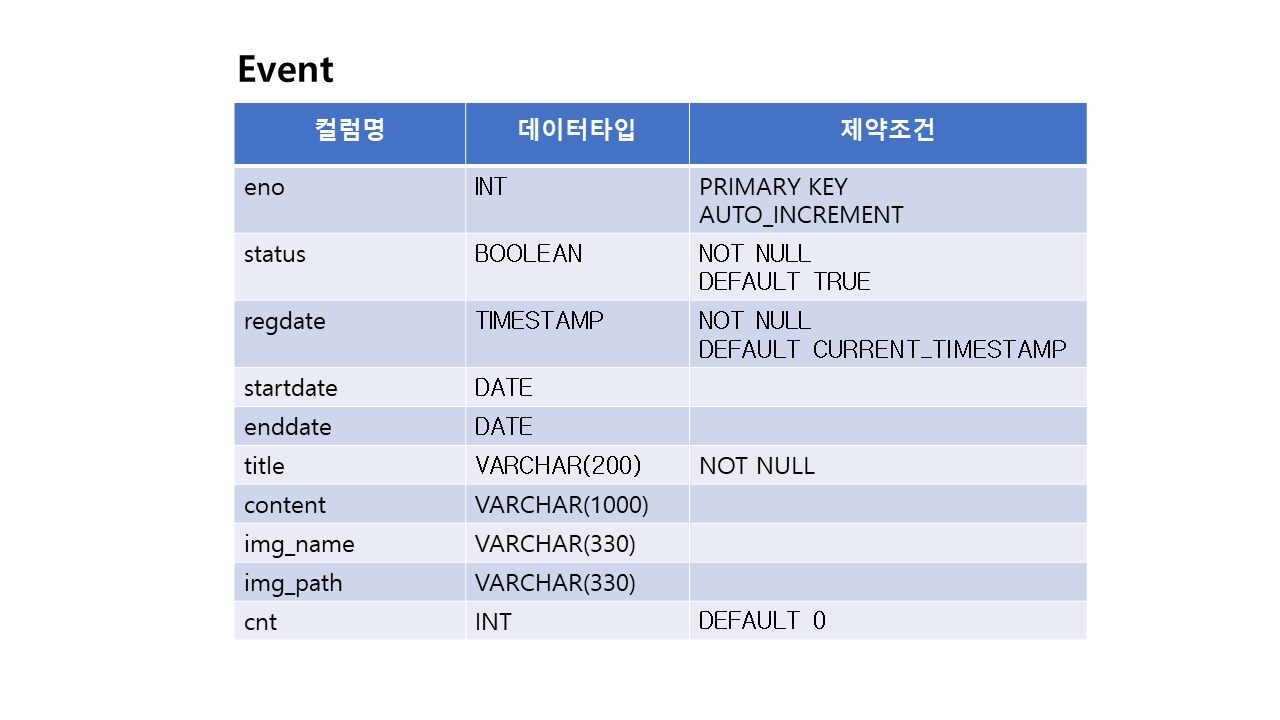 Event
컬럼명 데이터타입 제약조건
eno INT PRIMARY KEY
AUTO_INCREMENT
status BOOLEAN NOT NULL
DEFAULT TRUE
regdate TIMESTAMP NOT NULL
DEFAULT CURRENT_TIMESTAMP
startdate DATE
enddate DATE
title VARCHAR(200) NOT NULL
content VARCHAR(1000)
img_name VARCHAR(330)
img_path VARCHAR(330)
cnt INT DEFAULT 0